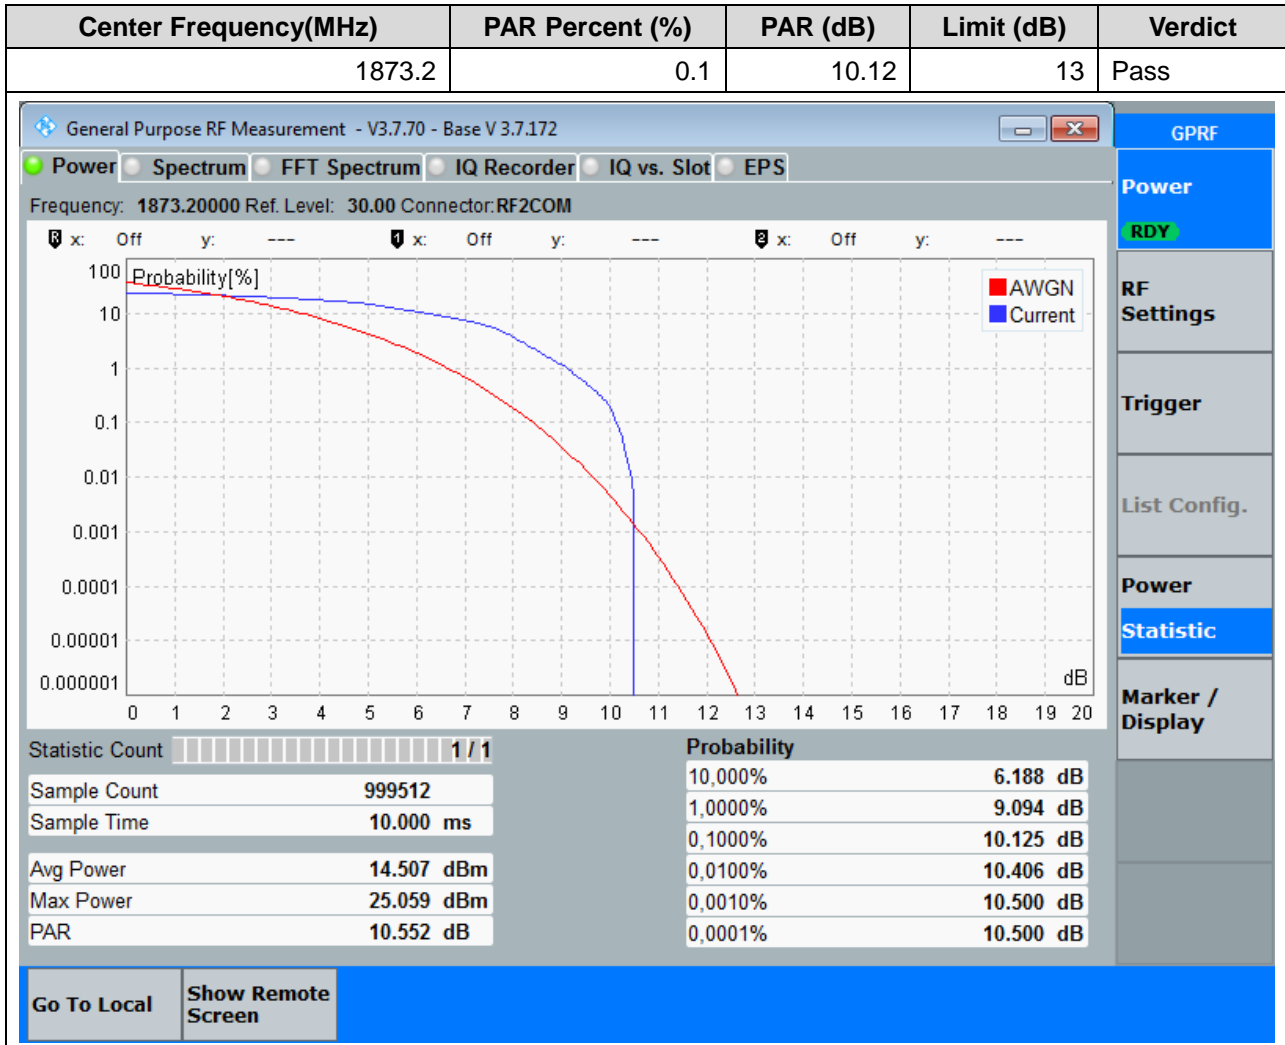 Center Frequency(MHz) PAR Percent (%) PAR (dB) Limit (dB) Verdict
1873.2 0.1 10.12 13 Pass
General Purpose RF Measurement - V3.7.70 - Base V 3.7.172
GPRF
Power Spectrum FFT Spectrum IQ Recorder IQ vs. Slot EPS
Frequency: 1873.20000 Ref. Level: 30.00 Connector:RF2COM
R x: Off y: --- 1 x: Off y: --- 2 x: Off y: ---
Probability[%]
AWGN
Current
100
10
1
0.1
0.01
0.001
0.0001
0.00001
0.000001
dB
0 1 2 3 4 5 6 7 8 9 10 11 12 13 14 15 16 17 18 19 20
Statistic Count 1 / 1
Sample Count 999512
Sample Time 10.000 ms
Avg Power 14.507 dBm
Max Power 25.059 dBm
PAR 10.552 dB
Probability
10,000% 6.188 dB
1,0000% 9.094 dB
0,1000% 10.125 dB
0,0100% 10.406 dB
0,0010% 10.500 dB
0,0001% 10.500 dB
Power
RDY
RF
Settings
Trigger
List Config.
Power
Statistic
Marker /
Display
Go To Local
Show Remote
Screen